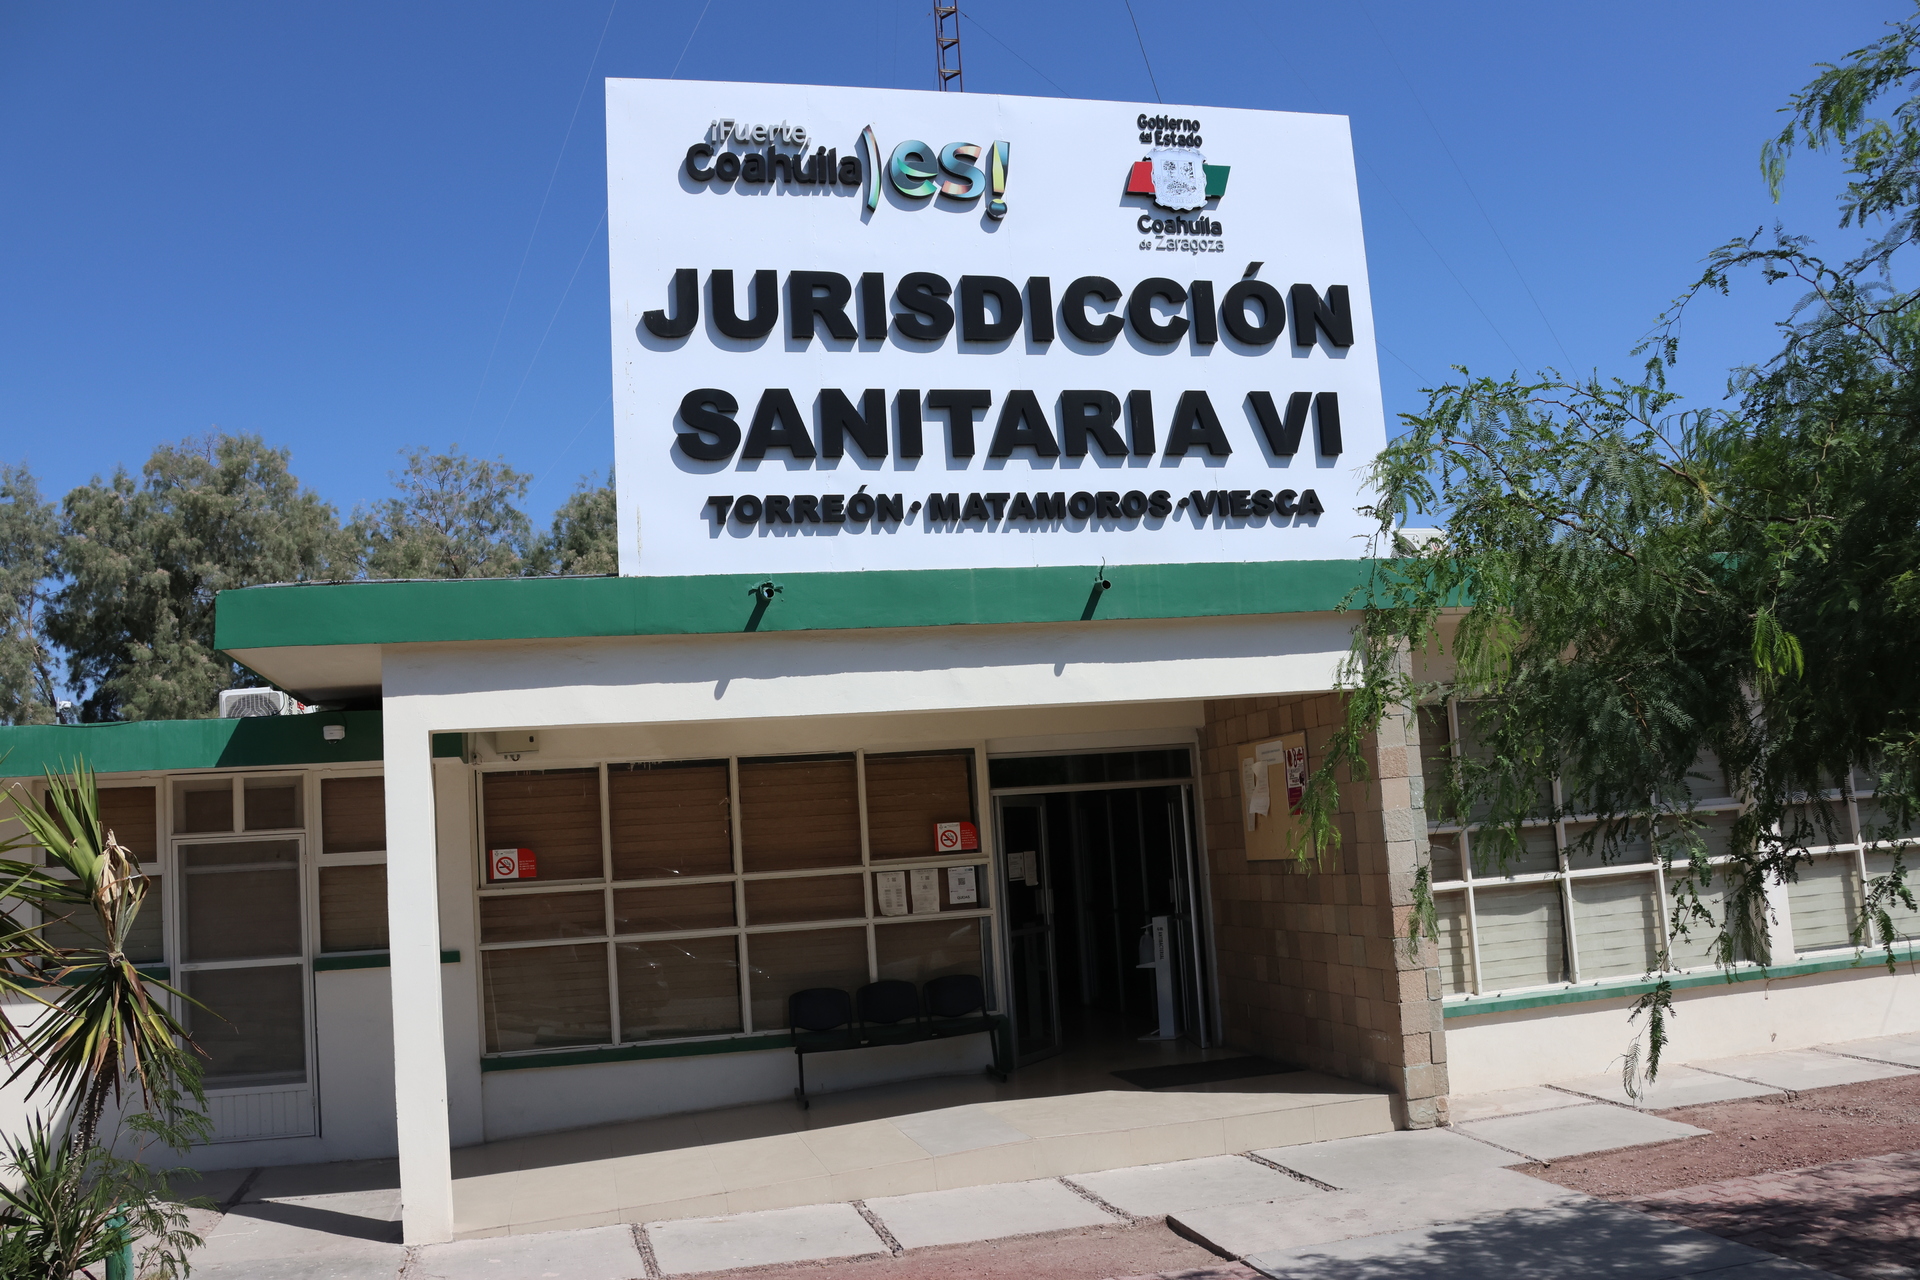 ¡Fuerte,
Coahuila es!
Gobierno
del Estado
Coahuila
de Zaragoza
JURISDICCIÓN
SANITARIA VI
TORREÓN · MATAMOROS · VIESCA